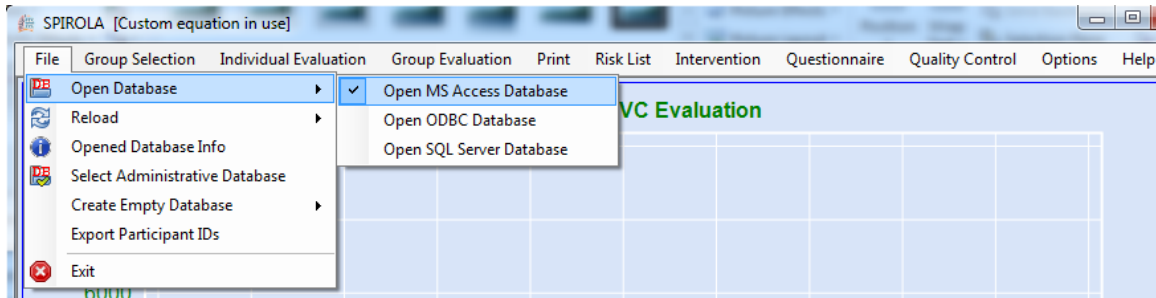 SPIROLA [Custom equation in use]
File Group Selection Individual Evaluation Group Evaluation Print Risk List Intervention Questionnaire Quality Control Options Help
Open Database
Reload
Opened Database Info
Select Administrative Database
Create Empty Database
Export Participant IDs
Exit
Open MS Access Database
Open ODBC Database
Open SQL Server Database
VC Evaluation
6000